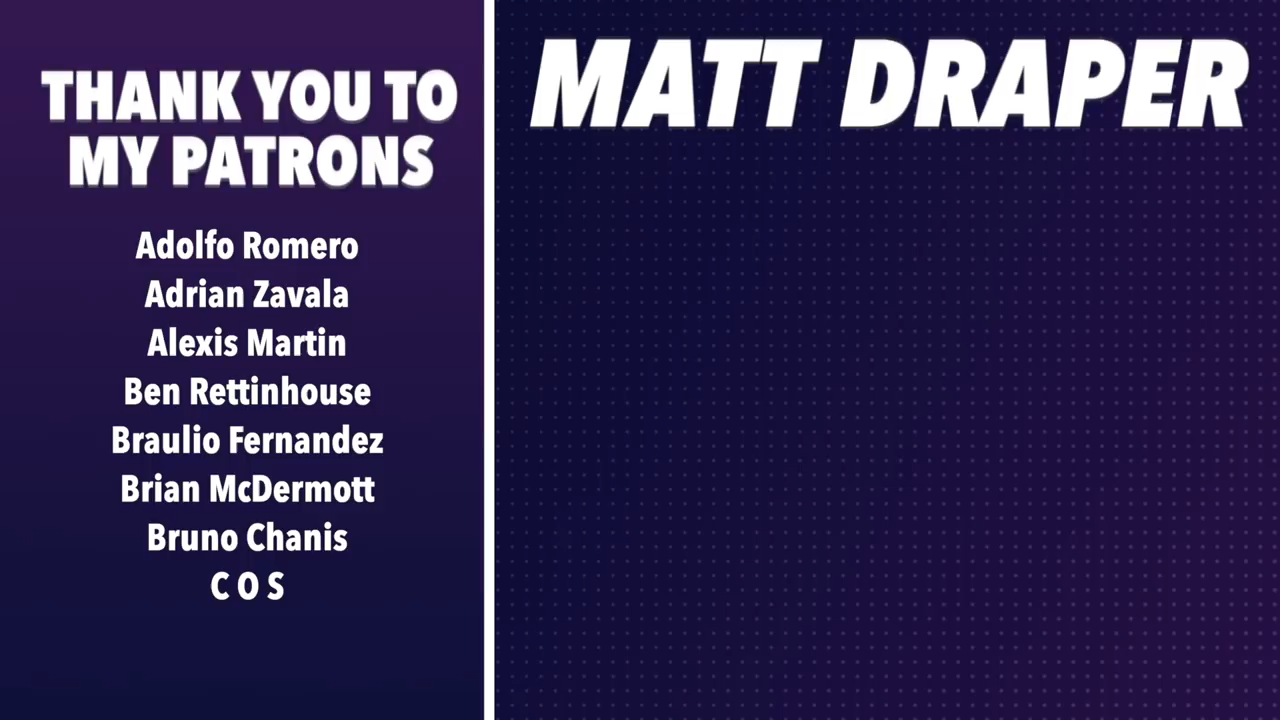 THANK YOU TO
MY PATRONS
Adolfo Romero
Adrian Zavala
Alexis Martin
Ben Rettinhouse
Braulio Fernandez
Brian McDermott
Bruno Chanis
C O S
MATT DRAPER